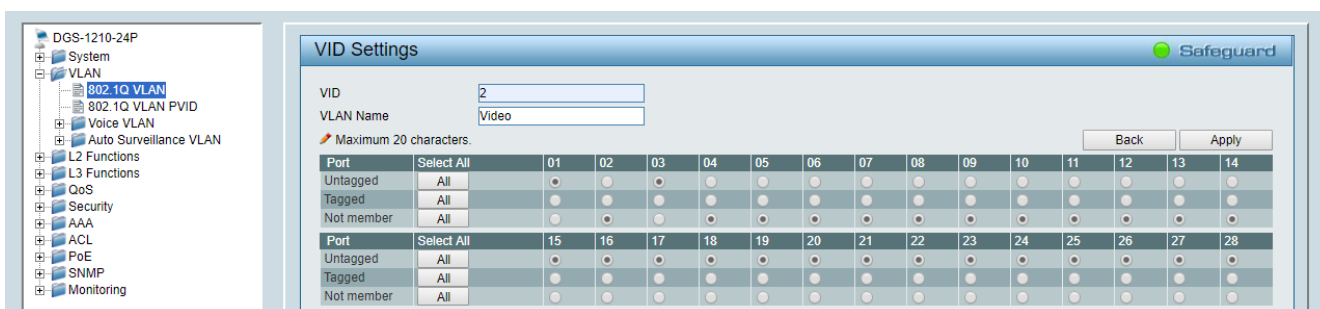 DGS-1210-24P
System
VLAN
802.1Q VLAN
802.1Q VLAN PVID
Voice VLAN
Auto Surveillance VLAN
L2 Functions
L3 Functions
QoS
Security
AAA
ACL
PoE
SNMP
Monitoring
VID Settings Safeguard
VID 2
VLAN Name Video
Maximum 20 characters. Back Apply
Port Select All 01 02 03 04 05 06 07 08 09 10 11 12 13 14
Untagged All
Tagged All
Not member All
Port Select All 15 16 17 18 19 20 21 22 23 24 25 26 27 28
Untagged All
Tagged All
Not member All